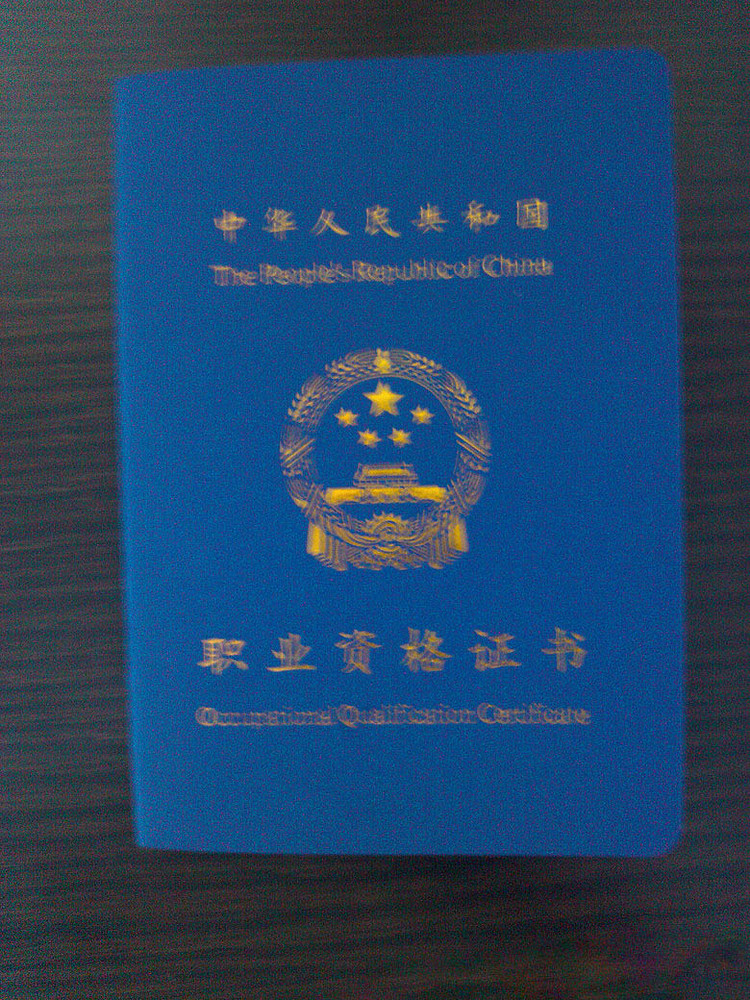 中华人民共和国
The People's Republic of China
职业资格证书
Occupational Qualification Certificate